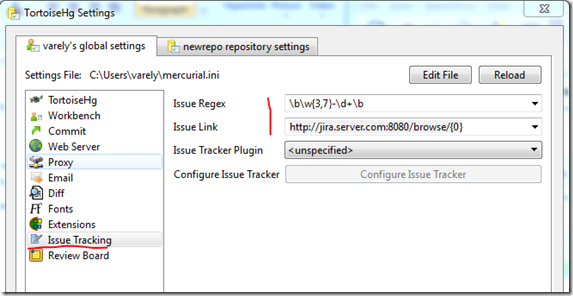 TortoiseHg Settings
varely's global settings
newrepo repository settings
Settings File: C:\Users\varely\mercurial.ini
Edit File
Reload
TortoiseHg
Workbench
Commit
Web Server
Proxy
Email
Diff
Fonts
Extensions
Issue Tracking
Review Board
Issue Regex
\b\w{3,7}-\d+\b
Issue Link
http://jira.server.com:8080/browse/{0}
Issue Tracker Plugin
<unspecified>
Configure Issue Tracker
Configure Issue Tracker